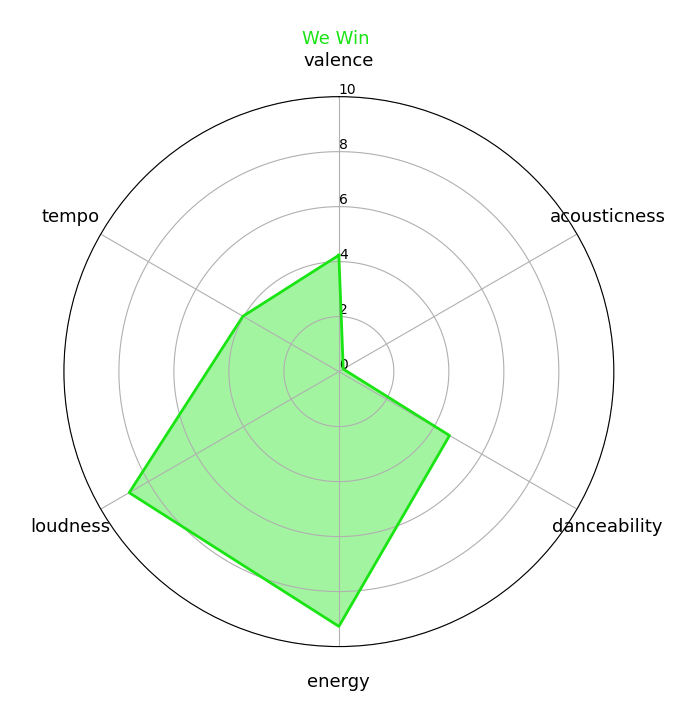 We Win
valence
10
8
6
4
2
0
tempo
acousticness
loudness
danceability
energy